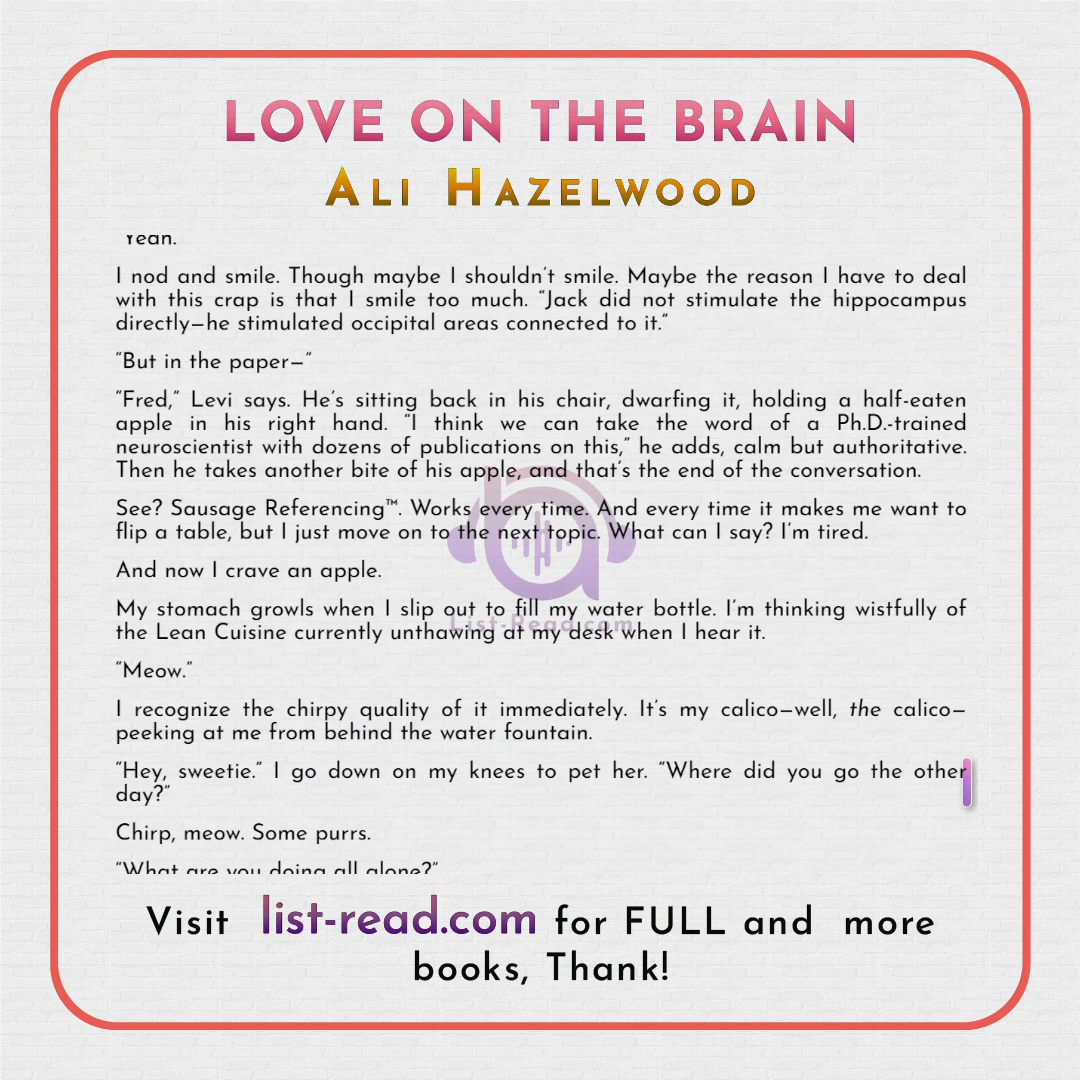 LOVE ON THE BRAIN
ALI HAZELWOOD
"Yeah.
I nod and smile. Though maybe I shouldn't smile. Maybe the reason I have to deal
with this crap is that I smile too much. "Jack did not stimulate the hippocampus
directly—he stimulated occipital areas connected to it."
"But in the paper—"
"Fred," Levi says. He's sitting back in his chair, dwarfing it, holding a half-eaten
apple in his right hand. "I think we can take the word of a Ph.D.-trained
neuroscientist with dozens of publications on this," he adds, calm but authoritative.
Then he takes another bite of his apple, and that's the end of the conversation.
See? Sausage Referencing™. Works every time. And every time it makes me want to
flip a table, but I just move on to the next topic. What can I say? I'm tired.
And now I crave an apple.
My stomach growls when I slip out to fill my water bottle. I'm thinking wistfully of
the Lean Cuisine currently unthawing at my desk when I hear it.
List-Read.com
"Meow."
I recognize the chirpy quality of it immediately. It's my calico—well, the calico—
peeking at me from behind the water fountain.
"Hey, sweetie." I go down on my knees to pet her. "Where did you go the other
day?"
Chirp, meow. Some purrs.
"What are you doing all alone?"
Visit list-read.com for FULL and more
books, Thank!